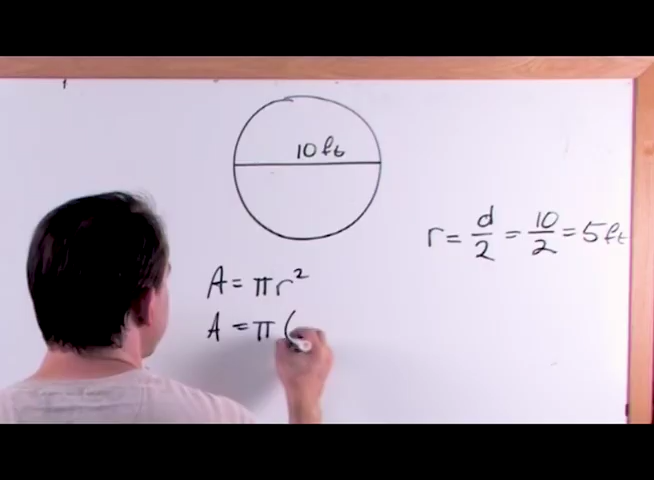 10 ft
r = d/2 = 10/2 = 5 ft
A = πr²
A = π(